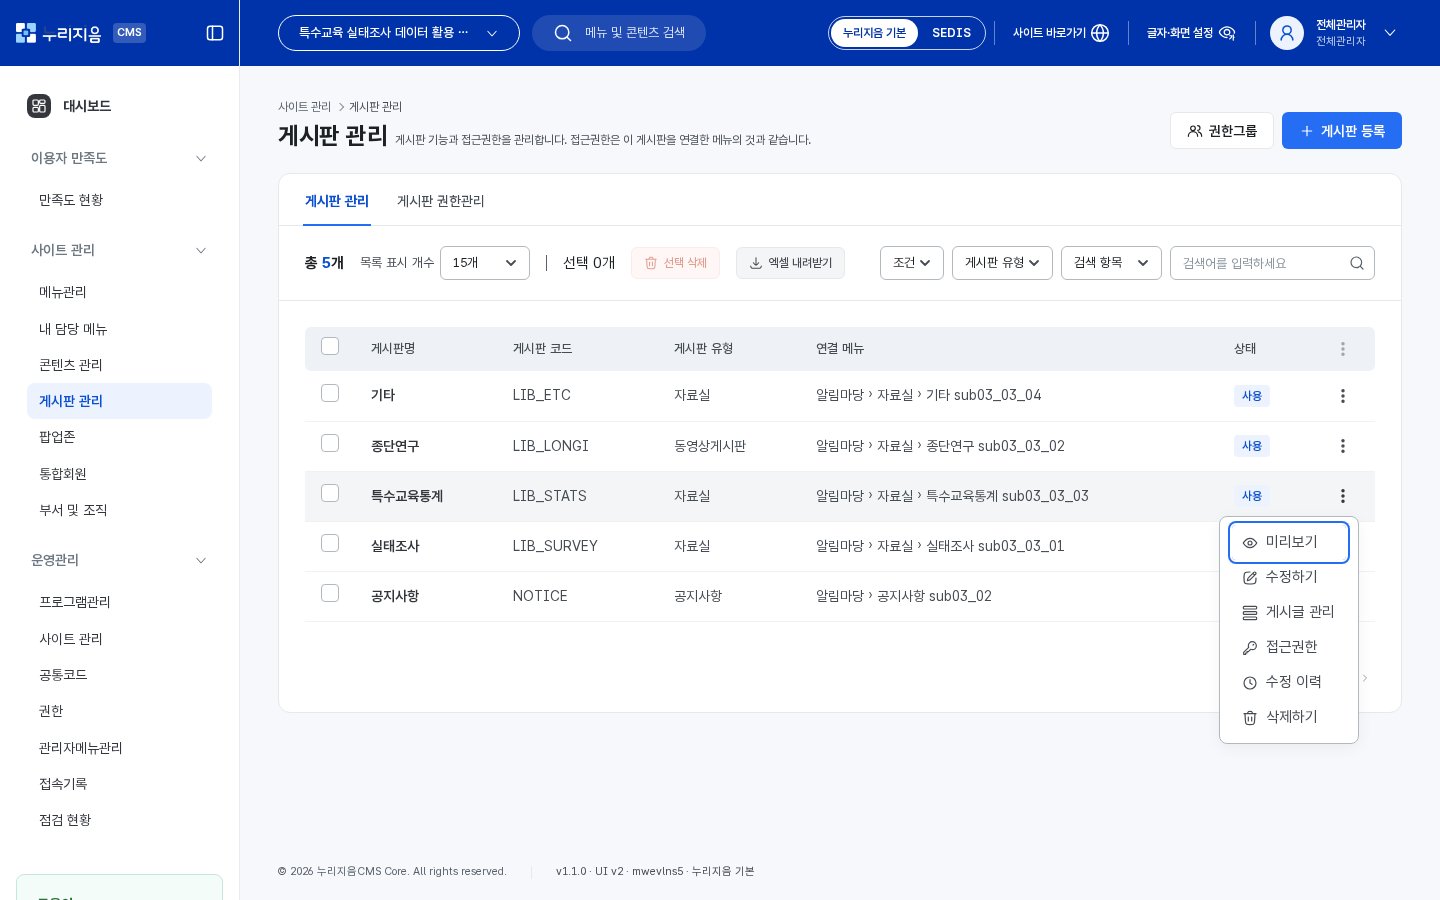 누리지음 CMS
특수교육 실태조사 데이터 활용 ···
메뉴 및 콘텐츠 검색
누리지음 기본 SEDIS
사이트 바로가기
글자·화면 설정
전체관리자
전체관리자
대시보드
이용자 만족도
만족도 현황
사이트 관리
메뉴관리
내 담당 메뉴
콘텐츠 관리
게시판 관리
팝업존
통합회원
부서 및 조직
운영관리
프로그램관리
사이트 관리
공통코드
권한
관리자메뉴관리
접속기록
점검 현황
사이트 관리 > 게시판 관리
게시판 관리 게시판 기능과 접근권한을 관리합니다. 접근권한은 이 게시판을 연결한 메뉴의 것과 같습니다.
권한그룹
+ 게시판 등록
게시판 관리 게시판 권한관리
총 5개 목록 표시 개수 15개 선택 0개 선택 삭제 엑셀 내려받기 조건 게시판 유형 검색 항목 검색어를 입력하세요
게시판명 게시판 코드 게시판 유형 연결 메뉴 상태
기타 LIB_ETC 자료실 알림마당 › 자료실 › 기타 sub03_03_04 사용
종단연구 LIB_LONGI 동영상게시판 알림마당 › 자료실 › 종단연구 sub03_03_02 사용
특수교육통계 LIB_STATS 자료실 알림마당 › 자료실 › 특수교육통계 sub03_03_03 사용
실태조사 LIB_SURVEY 자료실 알림마당 › 자료실 › 실태조사 sub03_03_01
공지사항 NOTICE 공지사항 알림마당 › 공지사항 sub03_02
미리보기
수정하기
게시글 관리
접근권한
수정 이력
삭제하기
© 2026 누리지음CMS Core. All rights reserved.
v1.1.0 · UI v2 · mwevlns5 · 누리지음 기본